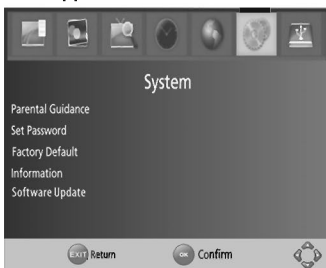 System
Parental Guidance
Set Password
Factory Default
Information
Software Update
EXIT Return OK Confirm